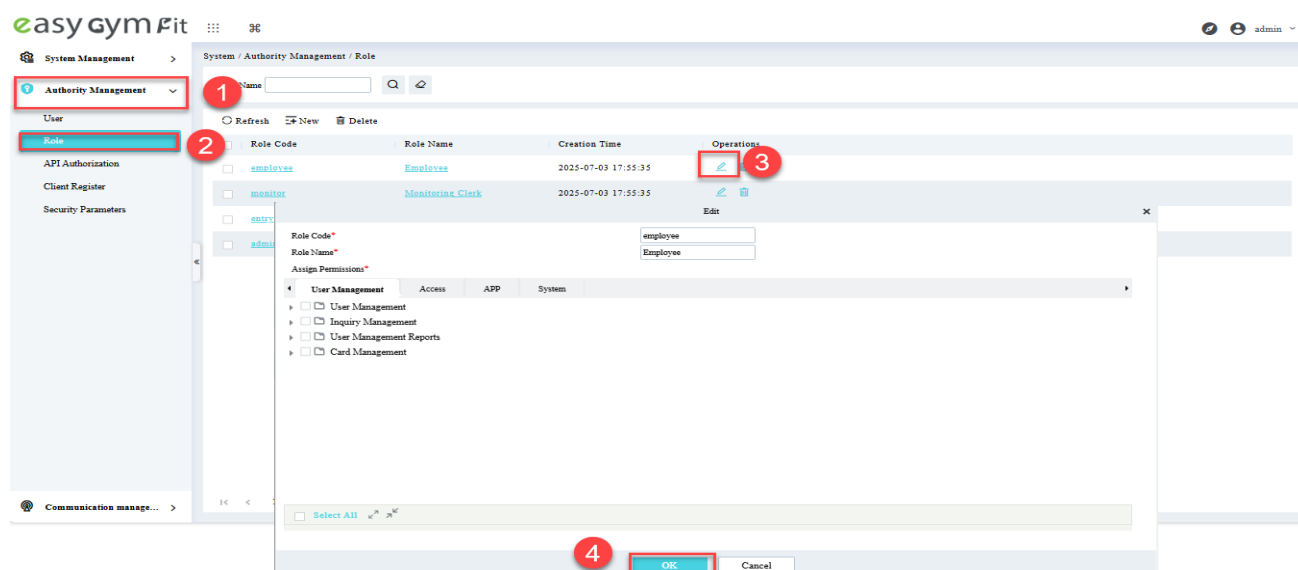 easy Gym Fit
admin
System Management
System / Authority Management / Role
Authority Management
1
Name
User
Refresh New Delete
Role
2
Role Code Role Name Creation Time Operations
API Authorization
employee Employee 2025-07-03 17:55:35
3
Client Register
monitor Monitoring Clerk 2025-07-03 17:55:35
Security Parameters
entry
admin
Edit
Role Code* employee
Role Name* Employee
Assign Permissions*
User Management Access APP System
User Management
Inquiry Management
User Management Reports
Card Management
Communication manage...
Select All
4
OK Cancel